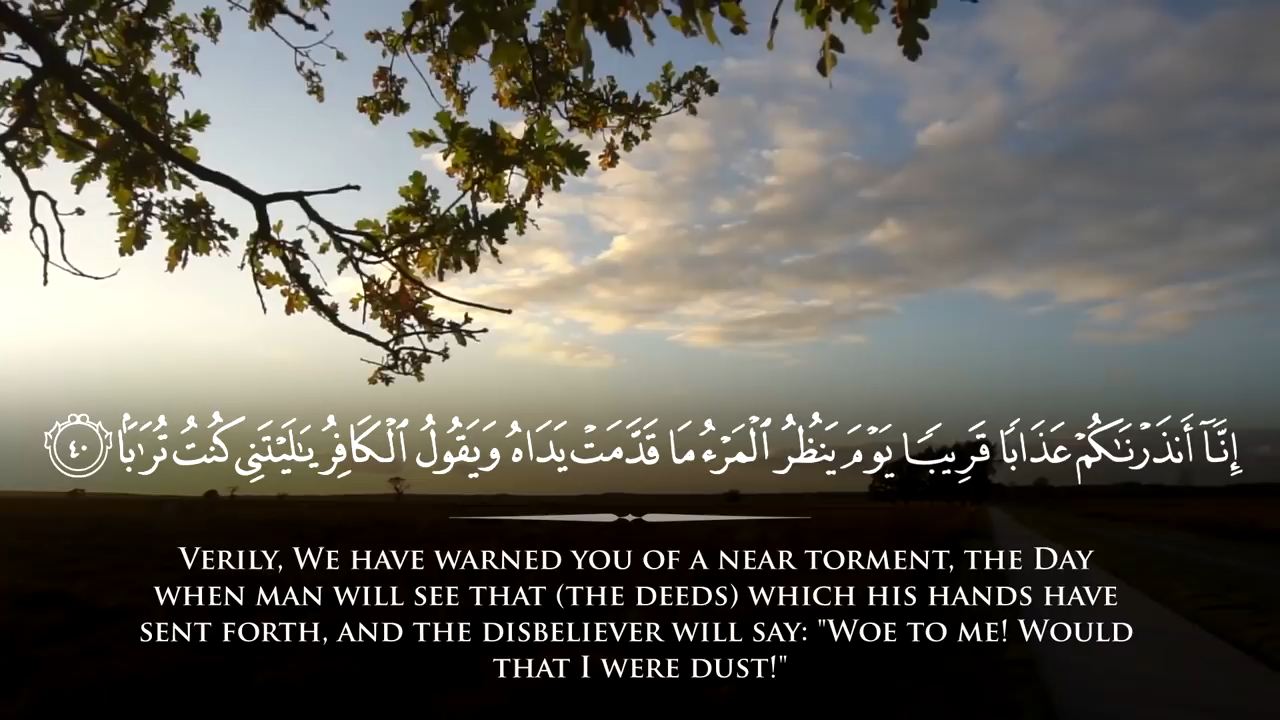 إِنَّآ أَنذَرْنَـٰكُمْ عَذَابًا قَرِيبًا يَوْمَ يَنظُرُ ٱلْمَرْءُ مَا قَدَّمَتْ يَدَاهُ وَيَقُولُ ٱلْكَافِرُ يَـٰلَيْتَنِى كُنتُ تُرَٰبًۢا ٤٠
Verily, We have warned you of a near torment, the Day
when man will see that (the deeds) which his hands have
sent forth, and the disbeliever will say: "Woe to me! Would
that I were dust!"